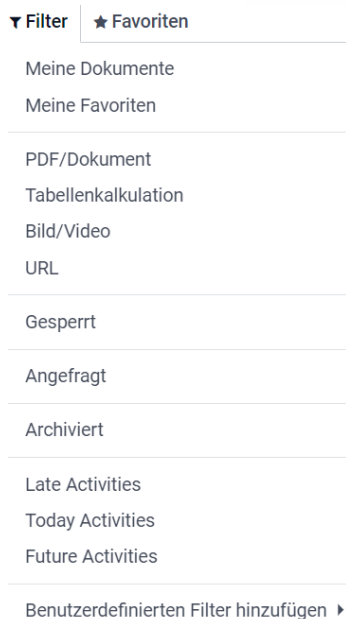 Filter Favoriten
Meine Dokumente
Meine Favoriten
PDF/Dokument
Tabellenkalkulation
Bild/Video
URL
Gesperrt
Angefragt
Archiviert
Late Activities
Today Activities
Future Activities
Benutzerdefinierten Filter hinzufügen